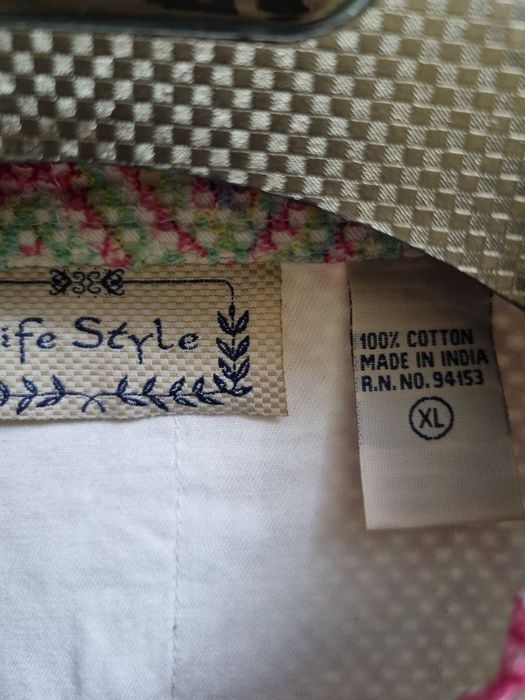 ife Style
100% COTTON
MADE IN INDIA
R.N. NO. 94153
XL